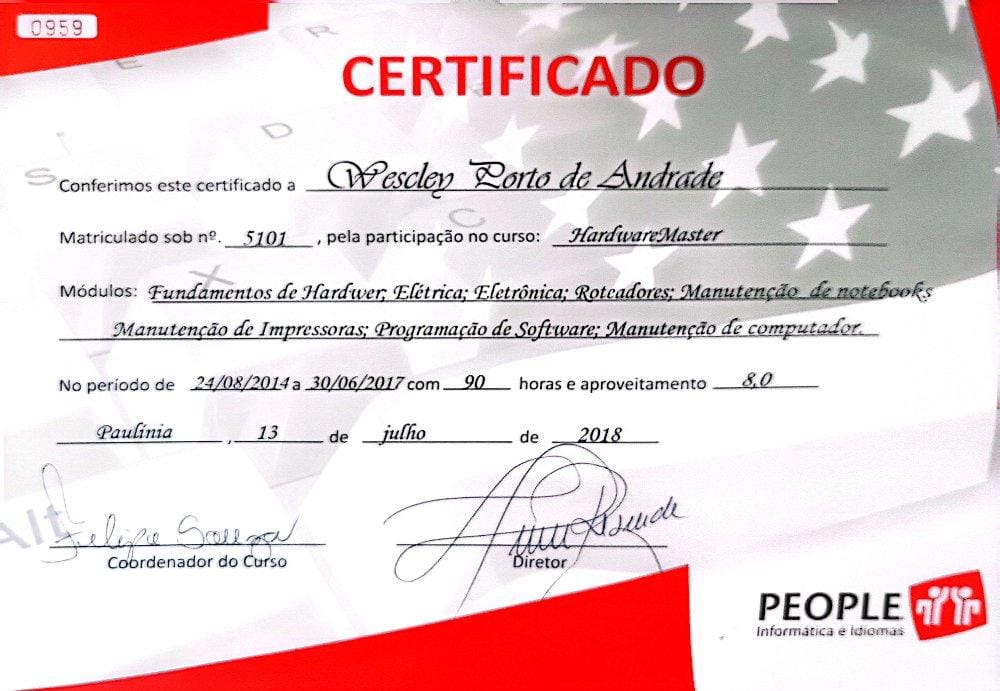 0959
CERTIFICADO
Conferimos este certificado a Wescley Porto de Andrade
Matriculado sob nº. 5101 , pela participação no curso: HardwareMaster
Módulos: Fundamentos de Hardwer; Elétrica; Eletrônica; Roteadores; Manutenção de notebooks
Manutenção de Impressoras; Programação de Software; Manutenção de computador.
No período de 24/08/2014 a 30/06/2017 com 90 horas e aproveitamento 8,0
Paulínia , 13 de julho de 2018
Alt
Felipe Souza
Coordenador do Curso
Diretor
PEOPLE
Informática e Idiomas